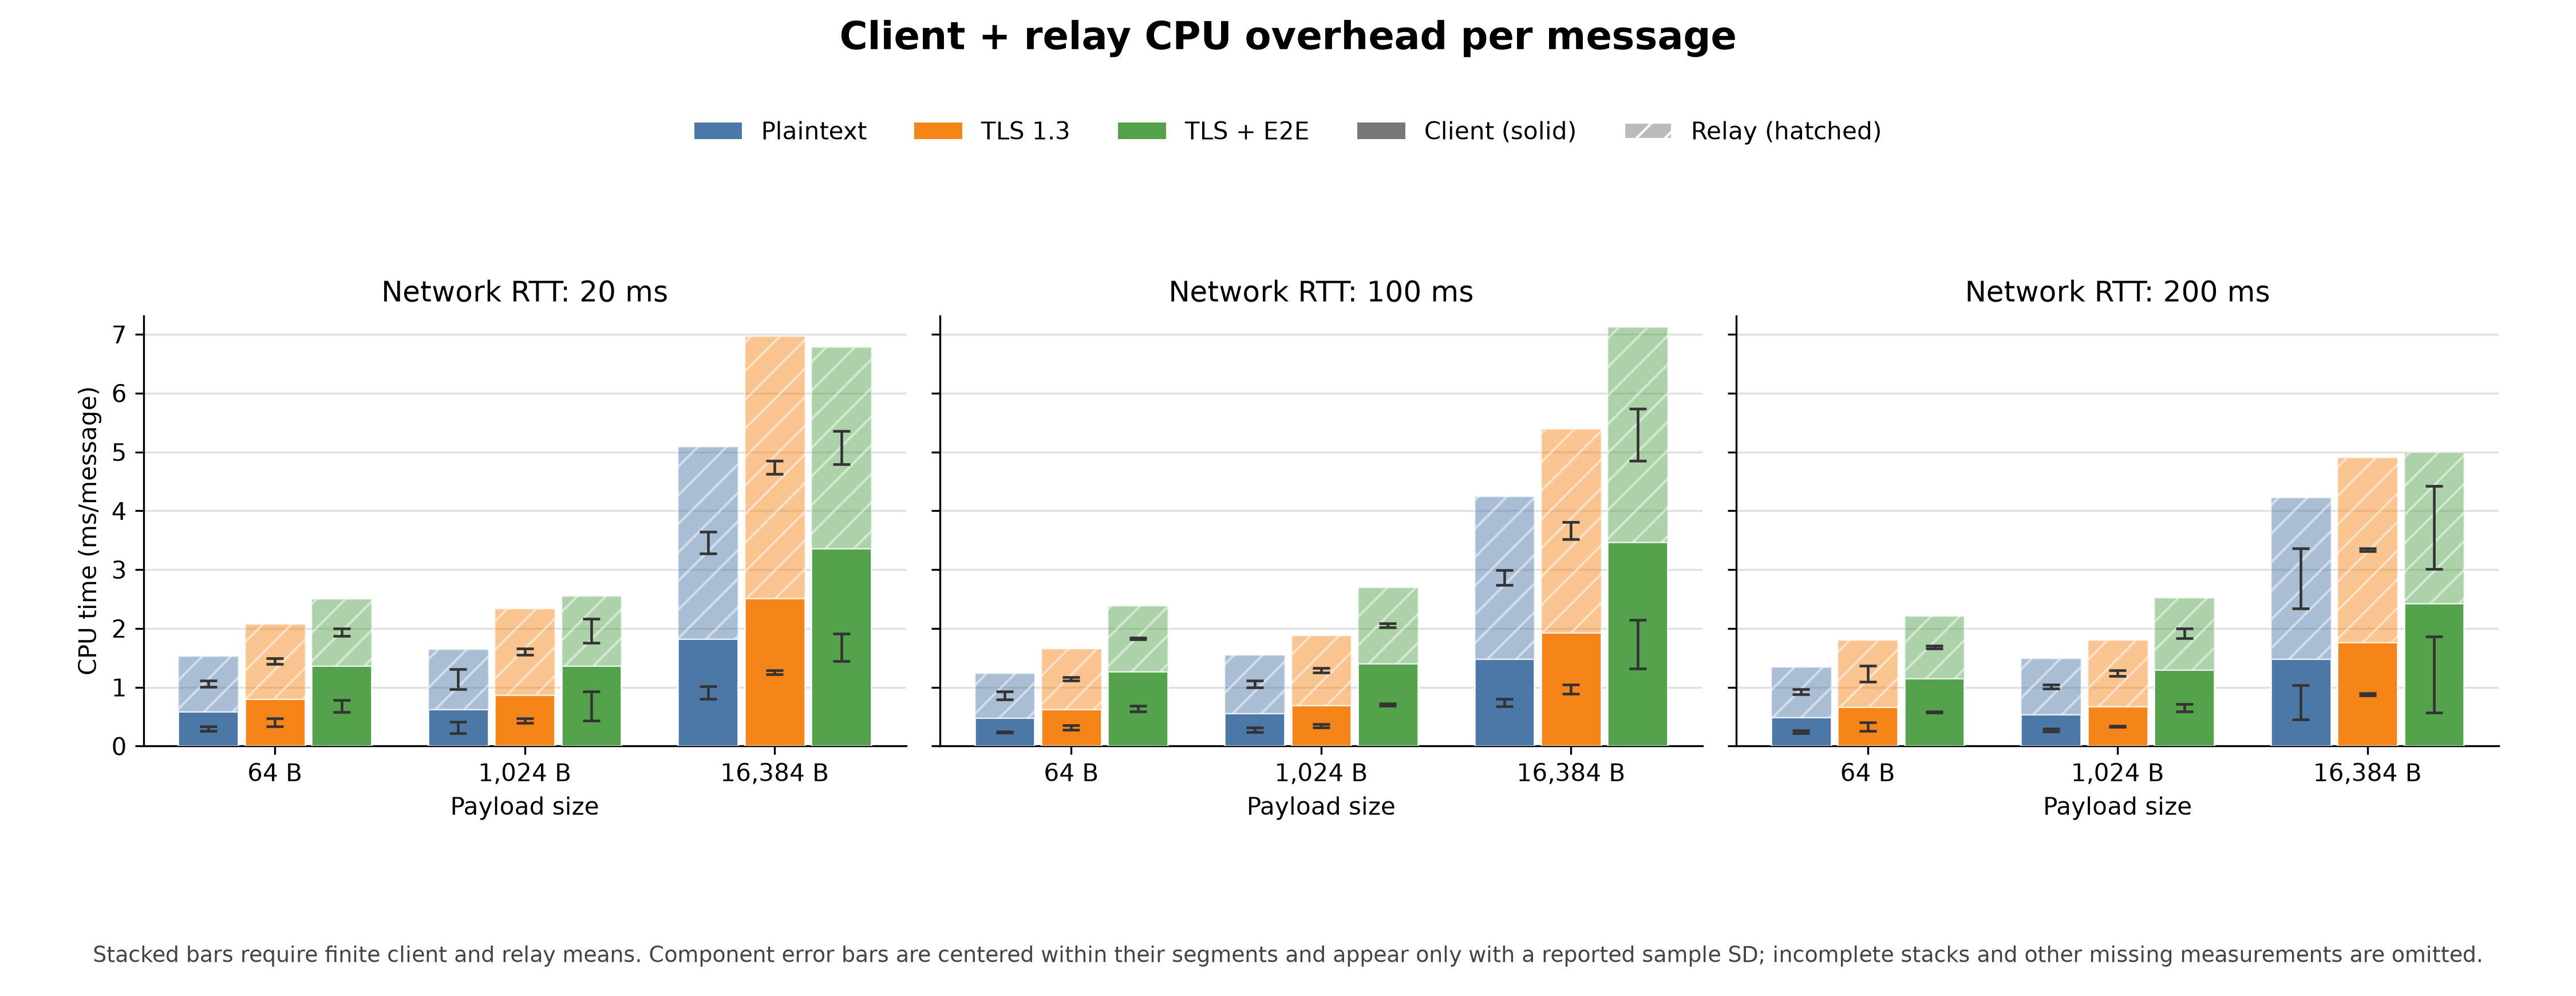 Client + relay CPU overhead per message
Plaintext TLS 1.3 TLS + E2E Client (solid) Relay (hatched)
Network RTT: 20 ms Network RTT: 100 ms Network RTT: 200 ms
CPU time (ms/message)
7
6
5
4
3
2
1
0
64 B 1,024 B 16,384 B 64 B 1,024 B 16,384 B 64 B 1,024 B 16,384 B
Payload size Payload size Payload size
Stacked bars require finite client and relay means. Component error bars are centered within their segments and appear only with a reported sample SD; incomplete stacks and other missing measurements are omitted.